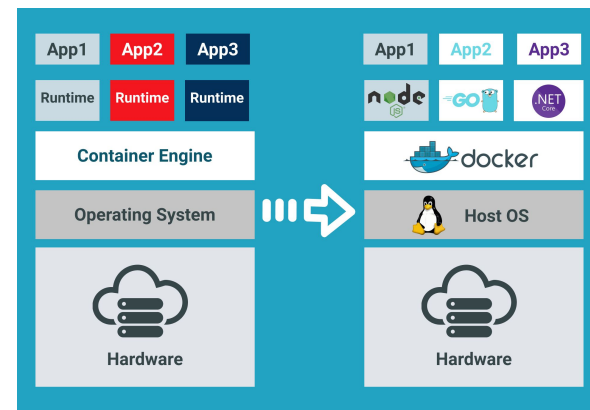 App1 App2 App3
Runtime Runtime Runtime
Container Engine
Operating System
Hardware
App1 App2 App3
node JS GO .NET Core
docker
Host OS
Hardware